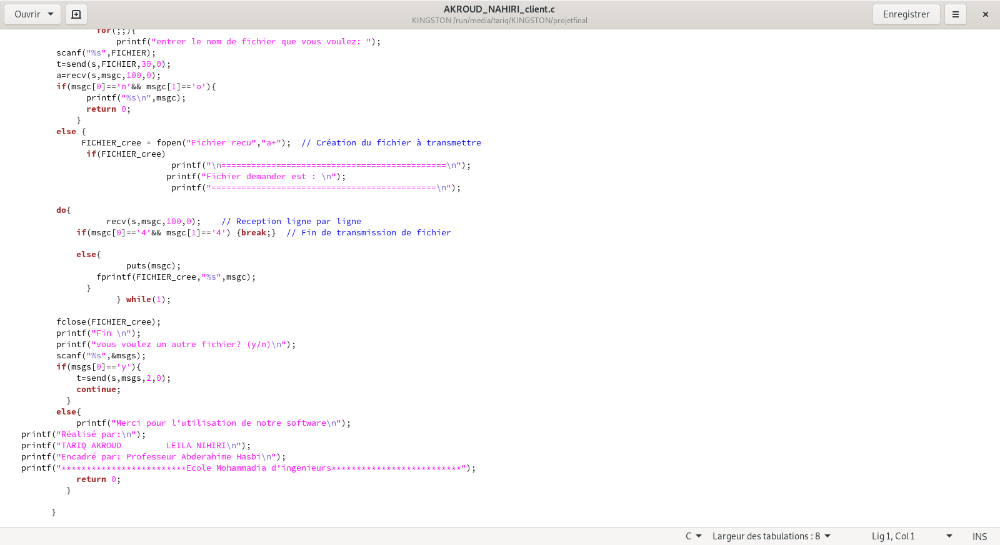 Ouvrir
AKROUD_NAHIRI_client.c
KINGSTON /run/media/tariq/KINGSTON/projetfinal
Enregistrer
for(;;){
printf("entrer le nom de fichier que vous voulez: ");
scanf("%s",FICHIER);
t=send(s,FICHIER,30,0);
a=recv(s,msgc,100,0);
if(msgc[0]=='n'&& msgc[1]=='o'){
printf("%s\n",msgc);
return 0;
}
else {
FICHIER_cree = fopen("Fichier recu","a+");  // Création du fichier à transmettre
if(FICHIER_cree)
printf("\n=============================================\n");
printf("Fichier demander est : \n");
printf("=============================================\n");
do{
recv(s,msgc,100,0);    // Reception ligne par ligne
if(msgc[0]=='4'&& msgc[1]=='4') {break;}  // Fin de transmission de fichier
else{
puts(msgc);
fprintf(FICHIER_cree,"%s",msgc);
}
} while(1);
fclose(FICHIER_cree);
printf("Fin \n");
printf("vous voulez un autre fichier? (y/n)\n");
scanf("%s",&msgs);
if(msgs[0]=='y'){
t=send(s,msgs,2,0);
continue;
}
else{
printf("Merci pour l'utilisation de notre software\n");
printf("Réalisé par:\n");
printf("TARIQ AKROUD         LEILA NIHIRI\n");
printf("Encadré par: Professeur Abderahime Hasbi\n");
printf("*************************Ecole Mohammadia d'ingenieurs**************************");
return 0;
}
}
C
Largeur des tabulations : 8
Lig 1, Col 1
INS